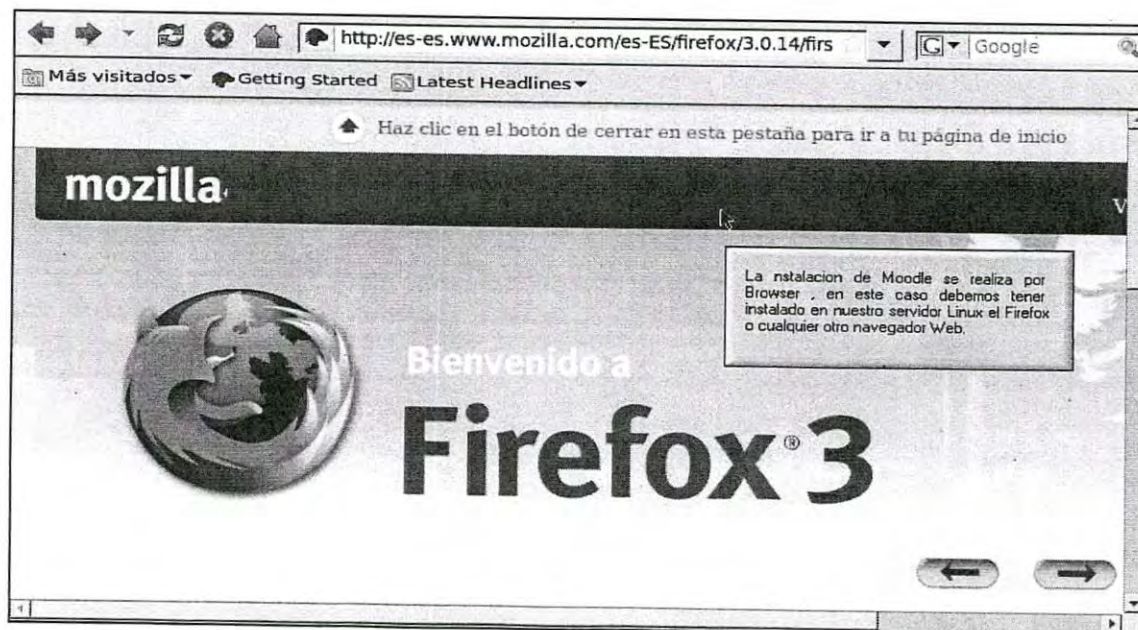 http://es-es.www.mozilla.com/es-ES/firefox/3.0.14/firs
G Google
Más visitados Getting Started Latest Headlines
Haz clic en el botón de cerrar en esta pestaña para ir a tu página de inicio
mozilla
V
La nstalacion de Moodle se realiza por
Browser , en este caso debemos tener
instalado en nuestro servidor Linux el Firefox
o cualquier otro navegador Web.
Bienvenido a
Firefox® 3